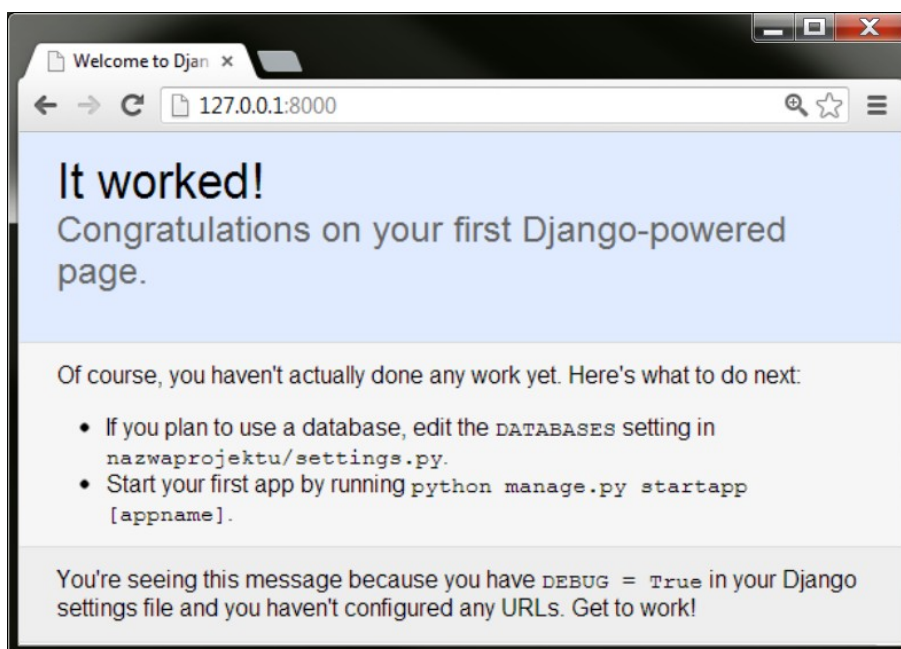 Welcome to Djan
127.0.0.1:8000
It worked!
Congratulations on your first Django-powered
page.
Of course, you haven't actually done any work yet. Here's what to do next:
If you plan to use a database, edit the DATABASES setting in
nazwaprojektu/settings.py.
Start your first app by running python manage.py startapp
[appname].
You're seeing this message because you have DEBUG = True in your Django
settings file and you haven't configured any URLs. Get to work!